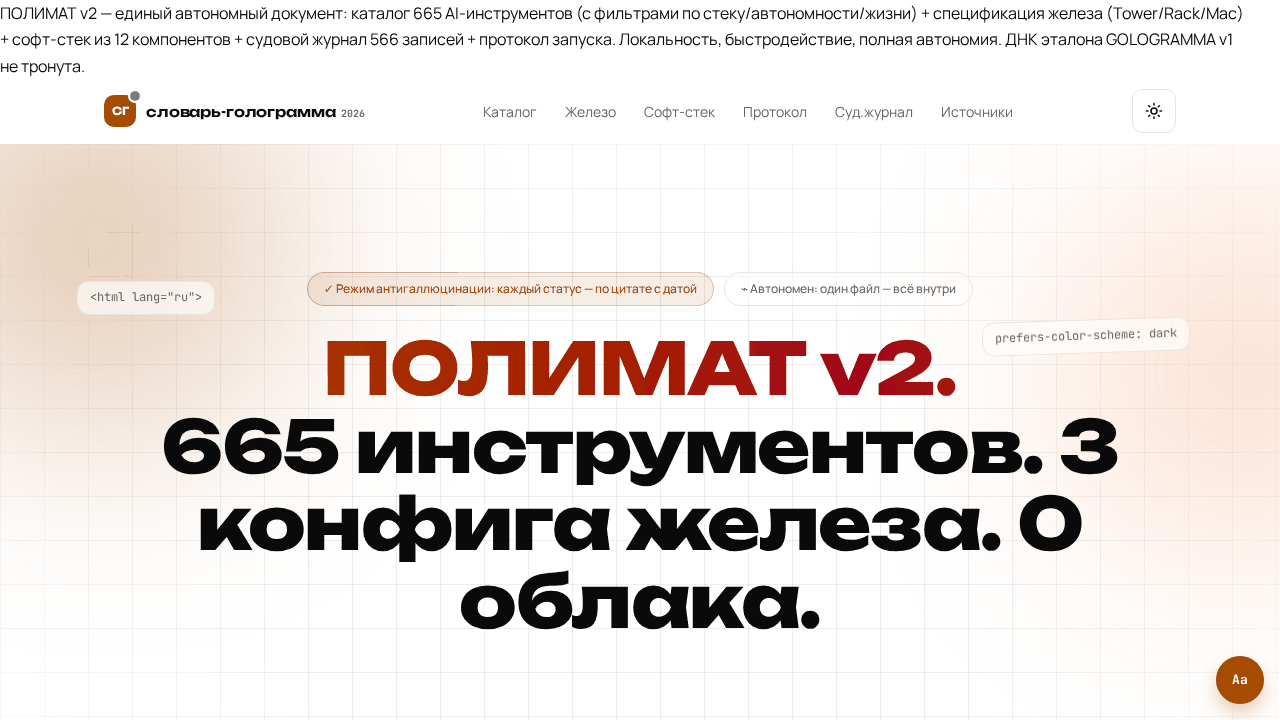 ПОЛИМАТ v2 — единый автономный документ: каталог 665 AI-инструментов (с фильтрами по стеку/автономности/жизни) + спецификация железа (Tower/Rack/Mac)
+ софт-стек из 12 компонентов + судовой журнал 566 записей + протокол запуска. Локальность, быстродействие, полная автономия. ДНК эталона GOLOGRAMMA v1
не тронута.
сг словарь-голограмма 2026 Каталог Железо Софт-стек Протокол Суд.журнал Источники
<html lang="ru">
✓ Режим антигаллюцинации: каждый статус — по цитате с датой
⌁ Автономен: один файл — всё внутри
prefers-color-scheme: dark
ПОЛИМАТ v2.
665 инструментов. 3
конфига железа. 0
облака.
Aa